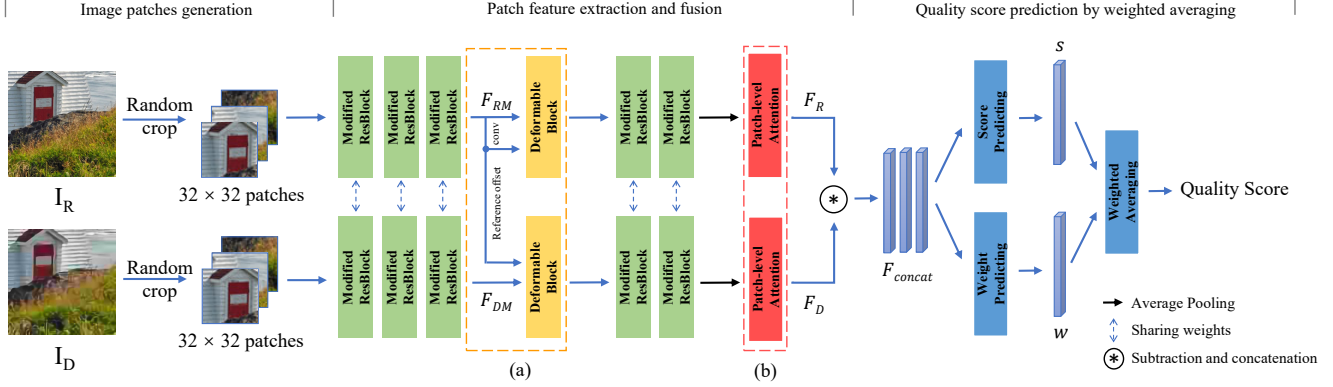 Image patches generation
Patch feature extraction and fusion
Quality score prediction by weighted averaging
I_R
Random
crop
32 × 32 patches
Modified
ResBlock
Modified
ResBlock
Modified
ResBlock
F_RM
conv
Reference offset
Deformable
Block
Modified
ResBlock
Modified
ResBlock
Patch-level
Attention
F_R
I_D
Random
crop
32 × 32 patches
Modified
ResBlock
Modified
ResBlock
Modified
ResBlock
F_DM
Deformable
Block
Modified
ResBlock
Modified
ResBlock
Patch-level
Attention
F_D
(a)
(b)
*
F_concat
Score
Predicting
s
Weight
Predicting
w
Weighted
Averaging
Quality Score
Average Pooling
Sharing weights
* Subtraction and concatenation